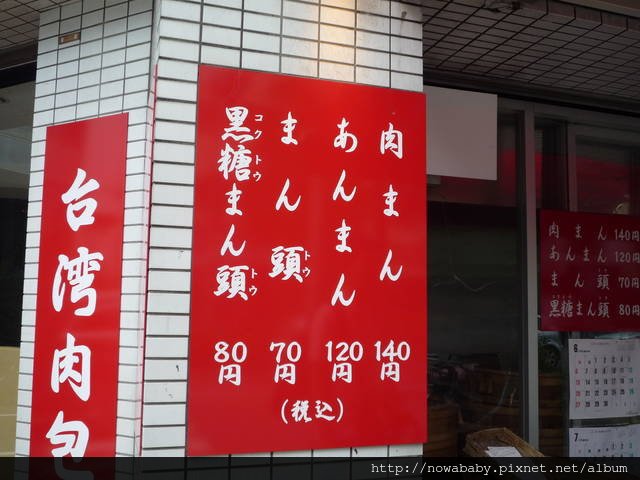 肉まん 140円
あんまん 120円
まん頭 トウ 70円
黒糖まん頭 コクトウ トウ 80円
(税込)
台湾肉包
肉まん 140円
あんまん 120円
まん頭 70円
黒糖まん頭 80円
6
7
http://nowababy.pixnet.net/album